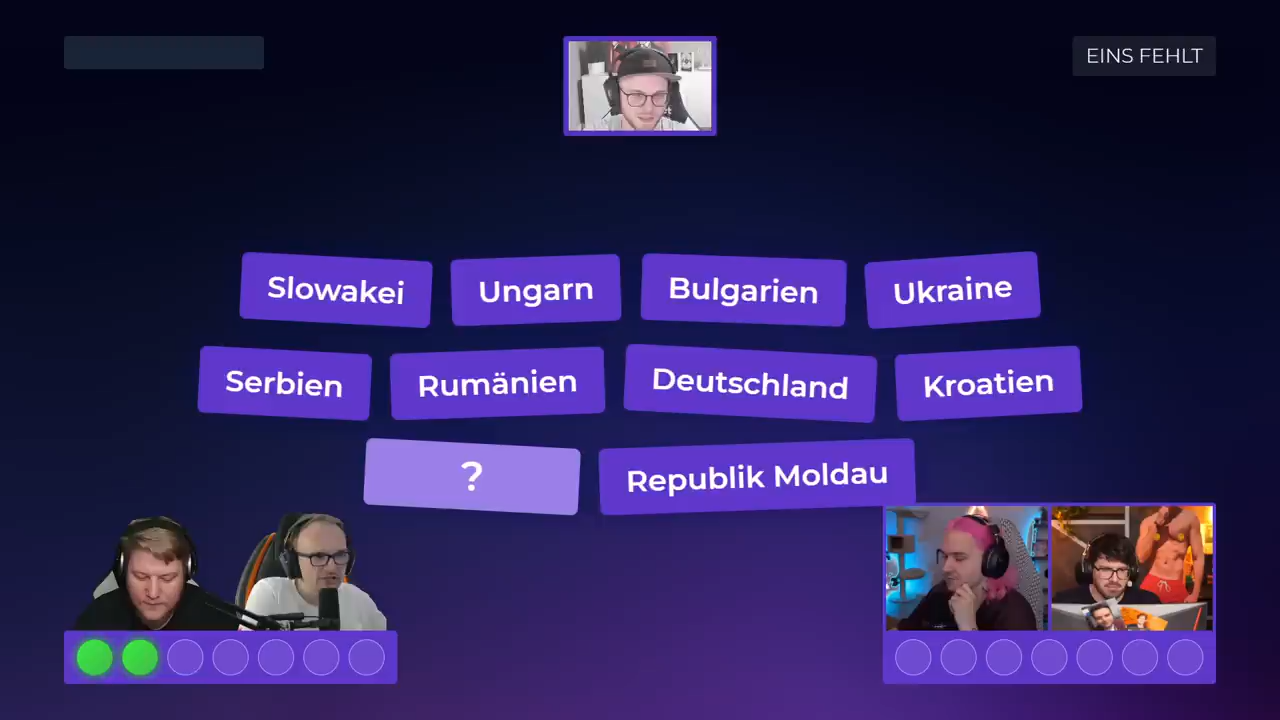 EINS FEHLT
Slowakei
Ungarn
Bulgarien
Ukraine
Serbien
Rumänien
Deutschland
Kroatien
?
Republik Moldau